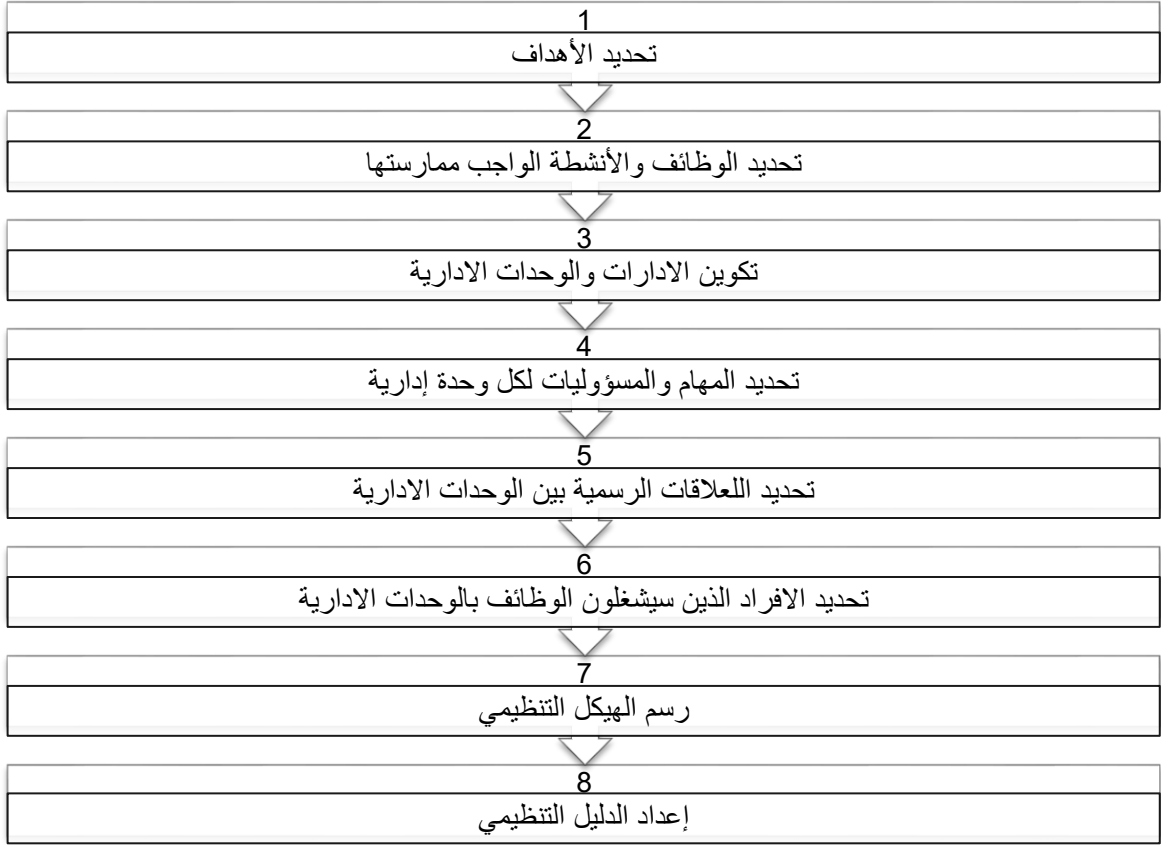 1
تحديد الأهداف
2
تحديد الوظائف والأنشطة الواجب ممارستها
3
تكوين الادارات والوحدات الادارية
4
تحديد المهام والمسؤوليات لكل وحدة إدارية
5
تحديد اللعلاقات الرسمية بين الوحدات الادارية
6
تحديد الافراد الذين سيشغلون الوظائف بالوحدات الادارية
7
رسم الهيكل التنظيمي
8
إعداد الدليل التنظيمي